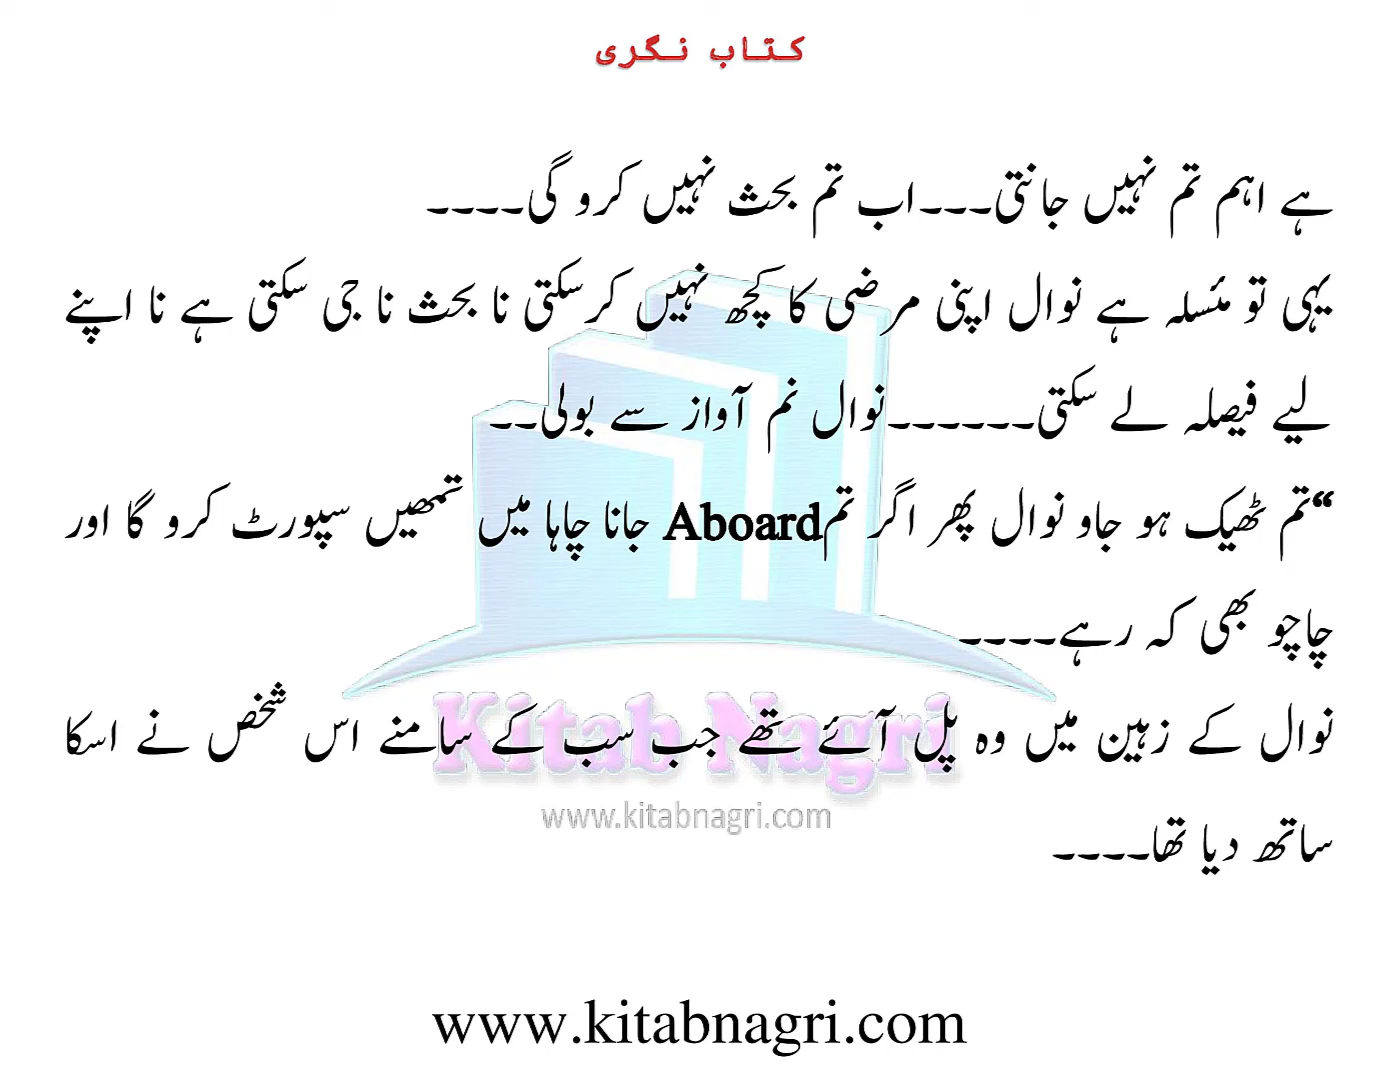 کتاب نگری
ہے اہم تم نہیں جانتی۔۔۔اب تم بحث نہیں کرو گی۔۔۔۔
یہی تو مئسلہ ہے نوال اپنی مرضی کا کچھ نہیں کرسکتی نا بحث نا جی سکتی ہے نا اپنے
لیے فیصلہ لے سکتی۔۔۔۔۔۔نوال نم آواز سے بولی۔۔
“تم ٹھیک ہو جاو نوال پھر اگر تمAboard جانا چاہا میں تمھیں سپورٹ کرو گا اور
چاچو بھی کہ رہے۔۔۔۔
نوال کے زہین میں وہ پل آئے تھے جب سب کے سامنے اس شخص نے اسکا
Kitab Nagri
www.kitabnagri.com
ساتھ دیا تھا۔۔۔۔
www.kitabnagri.com